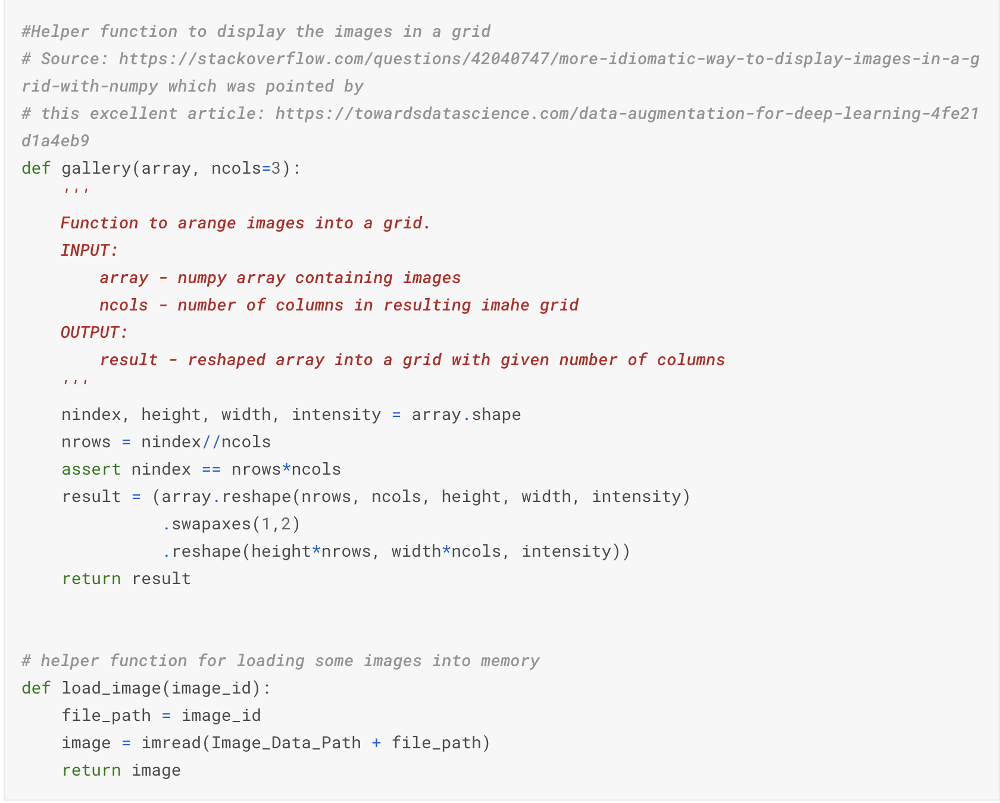 #Helper function to display the images in a grid
# Source: https://stackoverflow.com/questions/42040747/more-idiomatic-way-to-display-images-in-a-g
rid-with-numpy which was pointed by
# this excellent article: https://towardsdatascience.com/data-augmentation-for-deep-learning-4fe21
d1a4eb9
def gallery(array, ncols=3):
    '''
    Function to arange images into a grid.
    INPUT:
        array - numpy array containing images
        ncols - number of columns in resulting imahe grid
    OUTPUT:
        result - reshaped array into a grid with given number of columns
    '''
    nindex, height, width, intensity = array.shape
    nrows = nindex//ncols
    assert nindex == nrows*ncols
    result = (array.reshape(nrows, ncols, height, width, intensity)
              .swapaxes(1,2)
              .reshape(height*nrows, width*ncols, intensity))
    return result
# helper function for loading some images into memory
def load_image(image_id):
    file_path = image_id
    image = imread(Image_Data_Path + file_path)
    return image